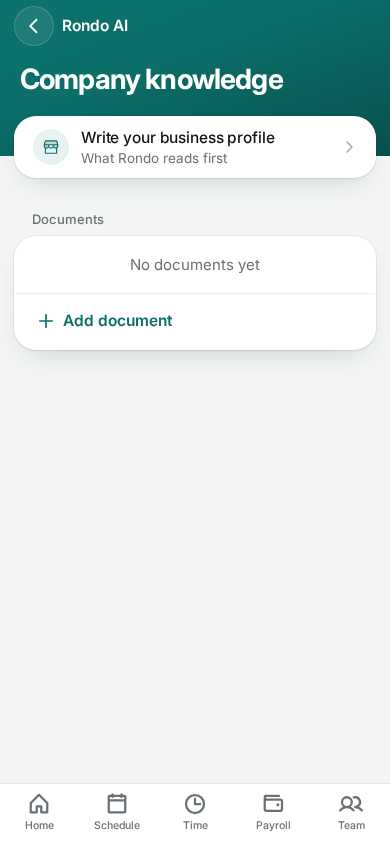 Rondo AI
Company knowledge
Write your business profile
What Rondo reads first
Documents
No documents yet
Add document
Home
Schedule
Time
Payroll
Team